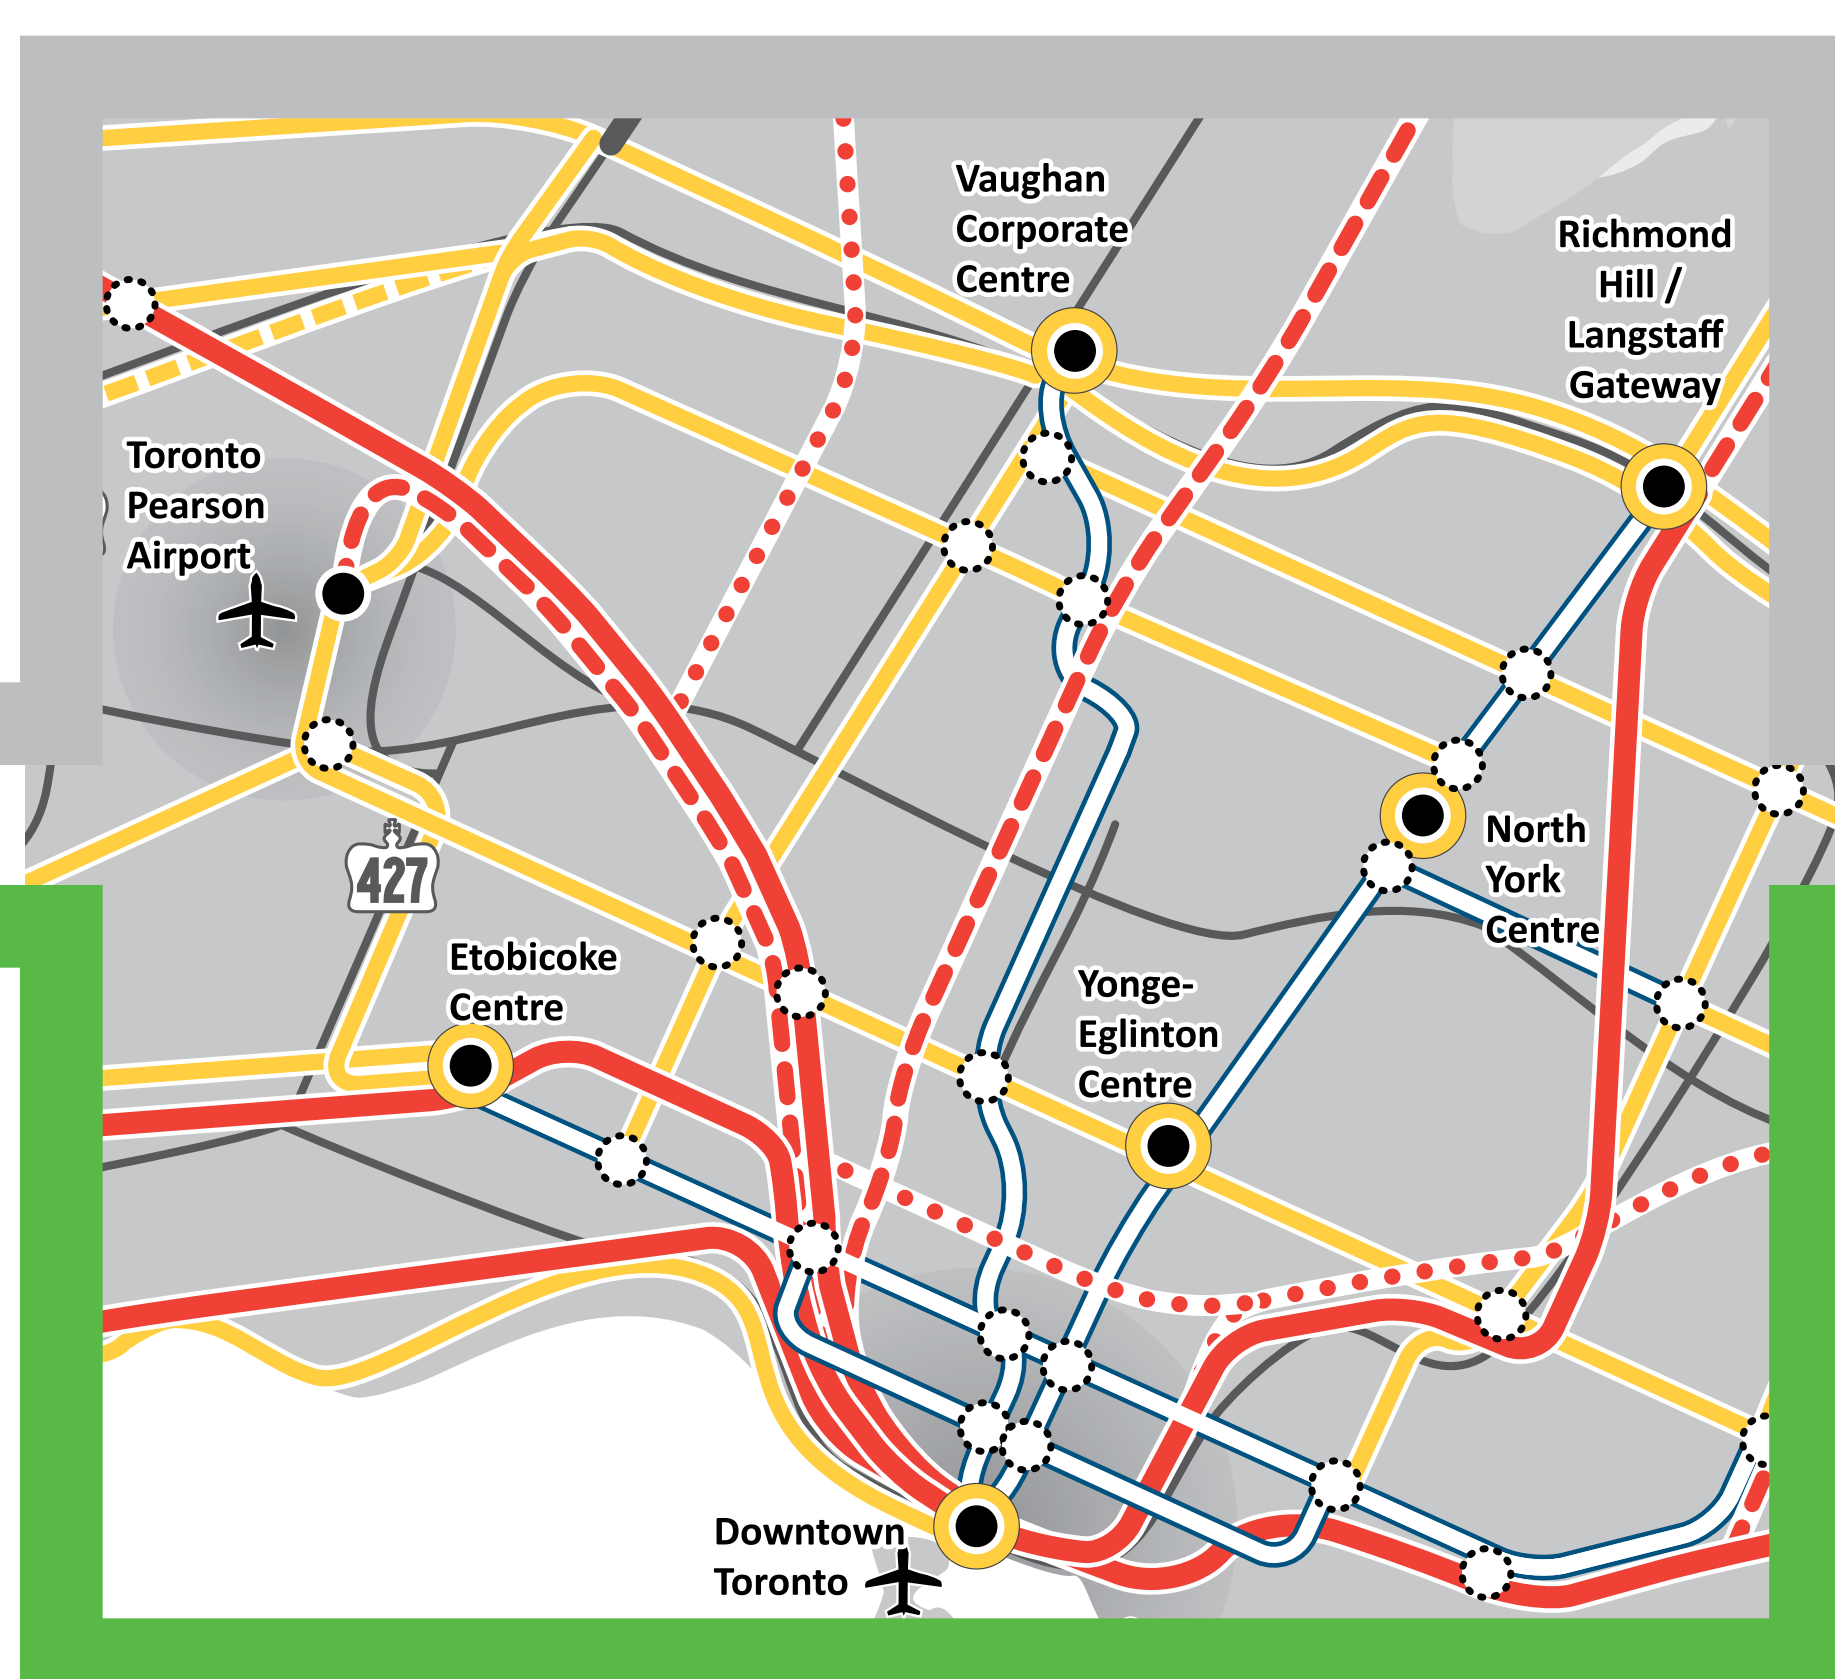 Vaughan
Corporate
Centre
Richmond
Hill /
Langstaff
Gateway
Toronto
Pearson
Airport
North
York
Centre
427
Etobicoke
Centre
Yonge-
Eglinton
Centre
Downtown
Toronto